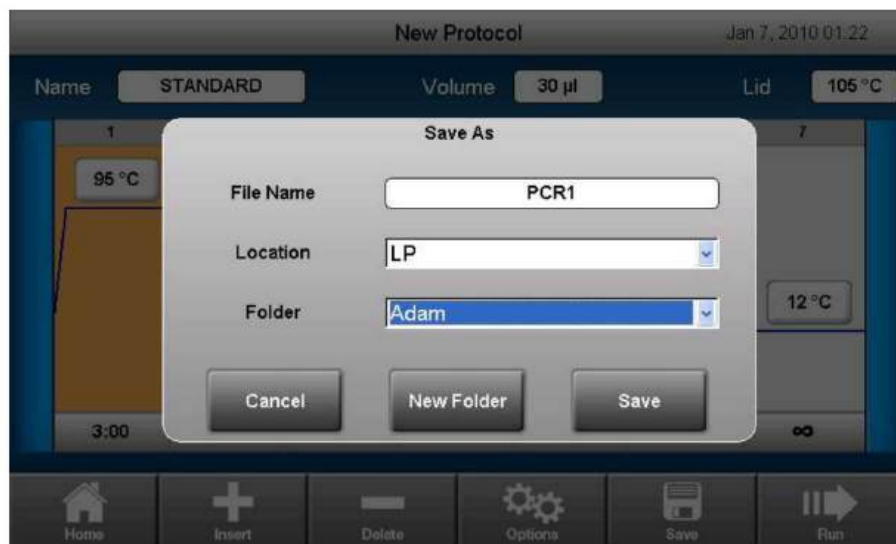 New Protocol Jan 7, 2010 01:22
Name STANDARD Volume 30 µl Lid 105 °C
1 7
Save As
95 °C
File Name PCR1
Location LP
Folder Adam
12 °C
Cancel New Folder Save
3:00 ∞
Home Insert Delete Options Save Run